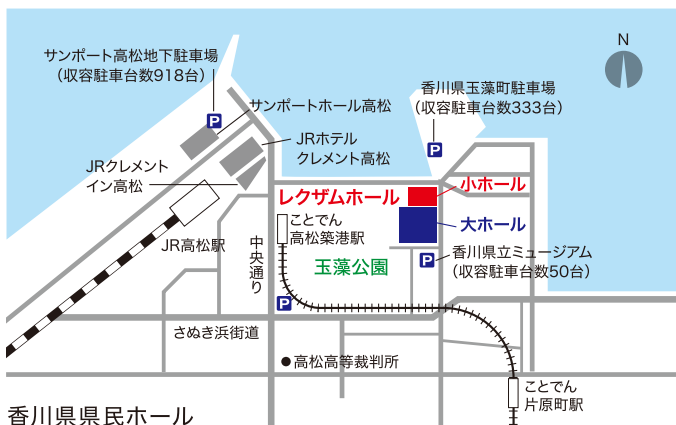 サンポート高松地下駐車場
（収容駐車台数918台）
N
香川県玉藻町駐車場
（収容駐車台数333台）
P
サンポートホール高松
P
JRホテル
クレメント高松
JRクレメント
イン高松
レクザムホール
小ホール
大ホール
ことでん
高松築港駅
JR高松駅
中央通り
玉藻公園
P
香川県立ミュージアム
（収容駐車台数50台）
P
さぬき浜街道
高松高等裁判所
ことでん
片原町駅
香川県県民ホール